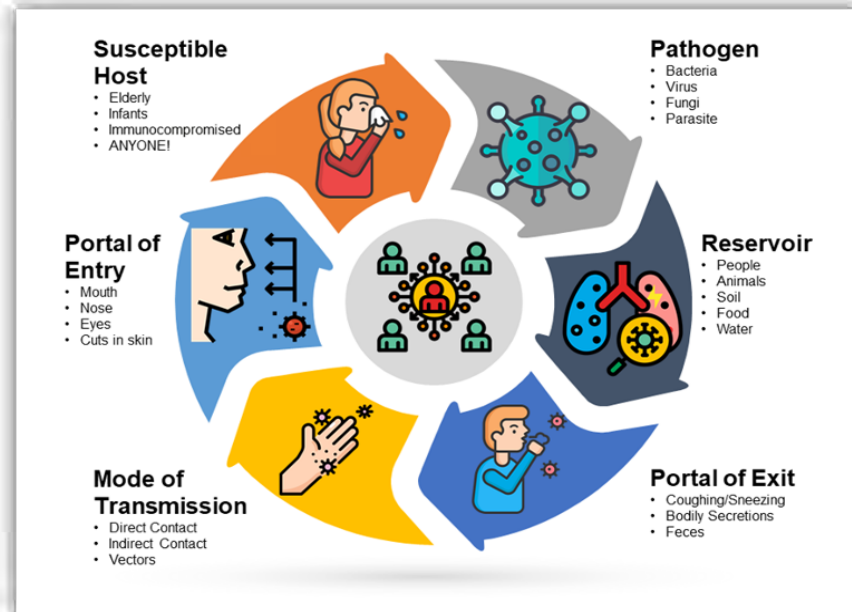 Susceptible
Host
• Elderly
• Infants
• Immunocompromised
• ANYONE!
Pathogen
• Bacteria
• Virus
• Fungi
• Parasite
Portal of
Entry
• Mouth
• Nose
• Eyes
• Cuts in skin
Reservoir
• People
• Animals
• Soil
• Food
• Water
Mode of
Transmission
• Direct Contact
• Indirect Contact
• Vectors
Portal of Exit
• Coughing/Sneezing
• Bodily Secretions
• Feces